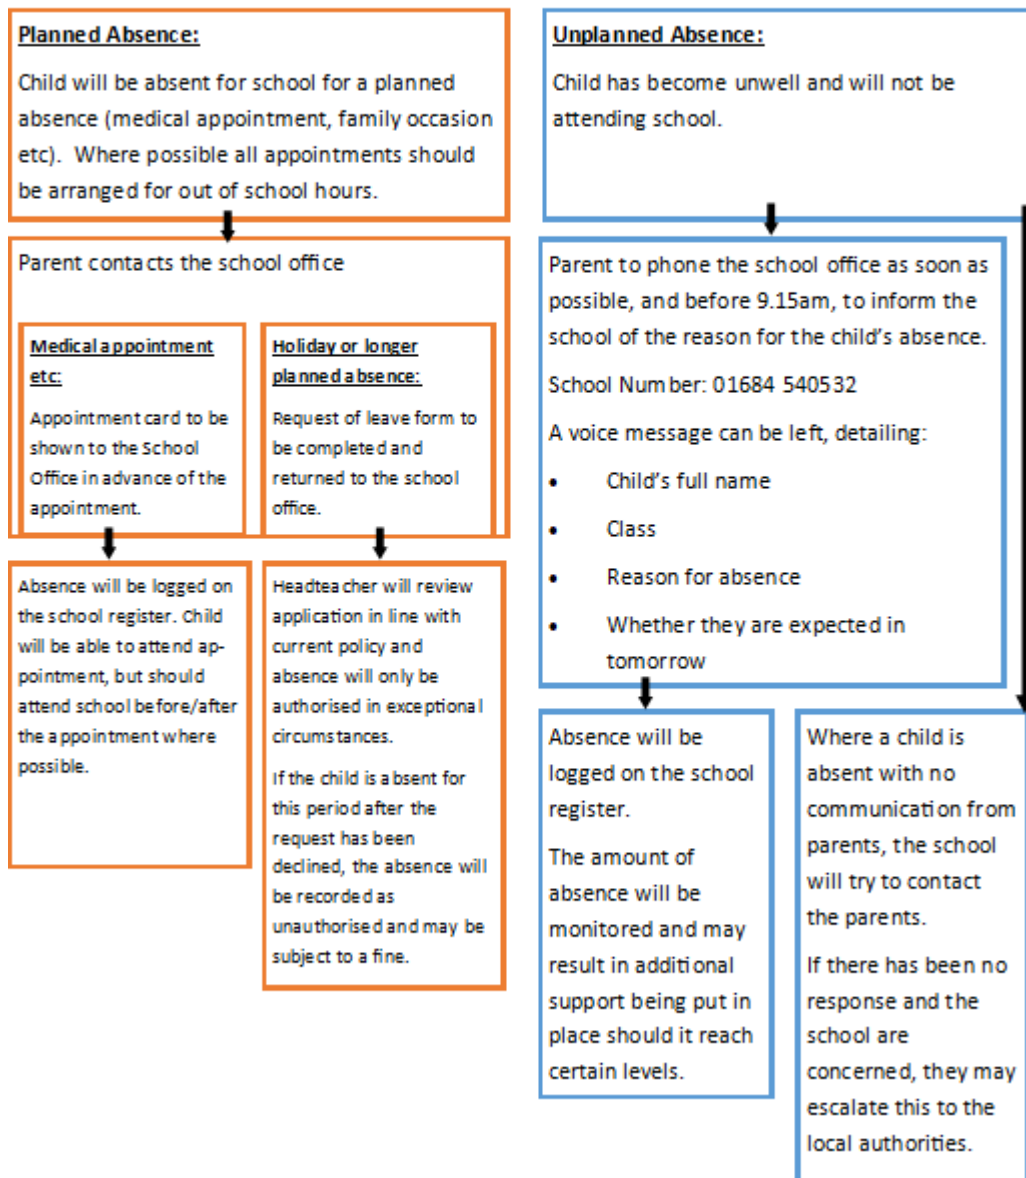 Planned Absence:
Child will be absent for school for a planned
absence (medical appointment, family occasion
etc).  Where possible all appointments should
be arranged for out of school hours.
Parent contacts the school office
Medical appointment
etc:
Appointment card to be
shown to the School
Office in advance of the
appointment.
Holiday or longer
planned absence:
Request of leave form to
be completed and
returned to the school
office.
Absence will be logged on
the school register. Child
will be able to attend ap-
pointment, but should
attend school before/after
the appointment where
possible.
Headteacher will review
application in line with
current policy and
absence will only be
authorised in exceptional
circumstances.
If the child is absent for
this period after the
request has been
declined, the absence will
be recorded as
unauthorised and may be
subject to a fine.
Unplanned Absence:
Child has become unwell and will not be
attending school.
Parent to phone the school office as soon as
possible, and before 9.15am, to inform the
school of the reason for the child’s absence.
School Number: 01684 540532
A voice message can be left, detailing:
• Child’s full name
• Class
• Reason for absence
• Whether they are expected in
tomorrow
Absence will be
logged on the school
register.
The amount of
absence will be
monitored and may
result in additional
support being put in
place should it reach
certain levels.
Where a child is
absent with no
communication from
parents, the school
will try to contact
the parents.
If there has been no
response and the
school are
concerned, they may
escalate this to the
local authorities.